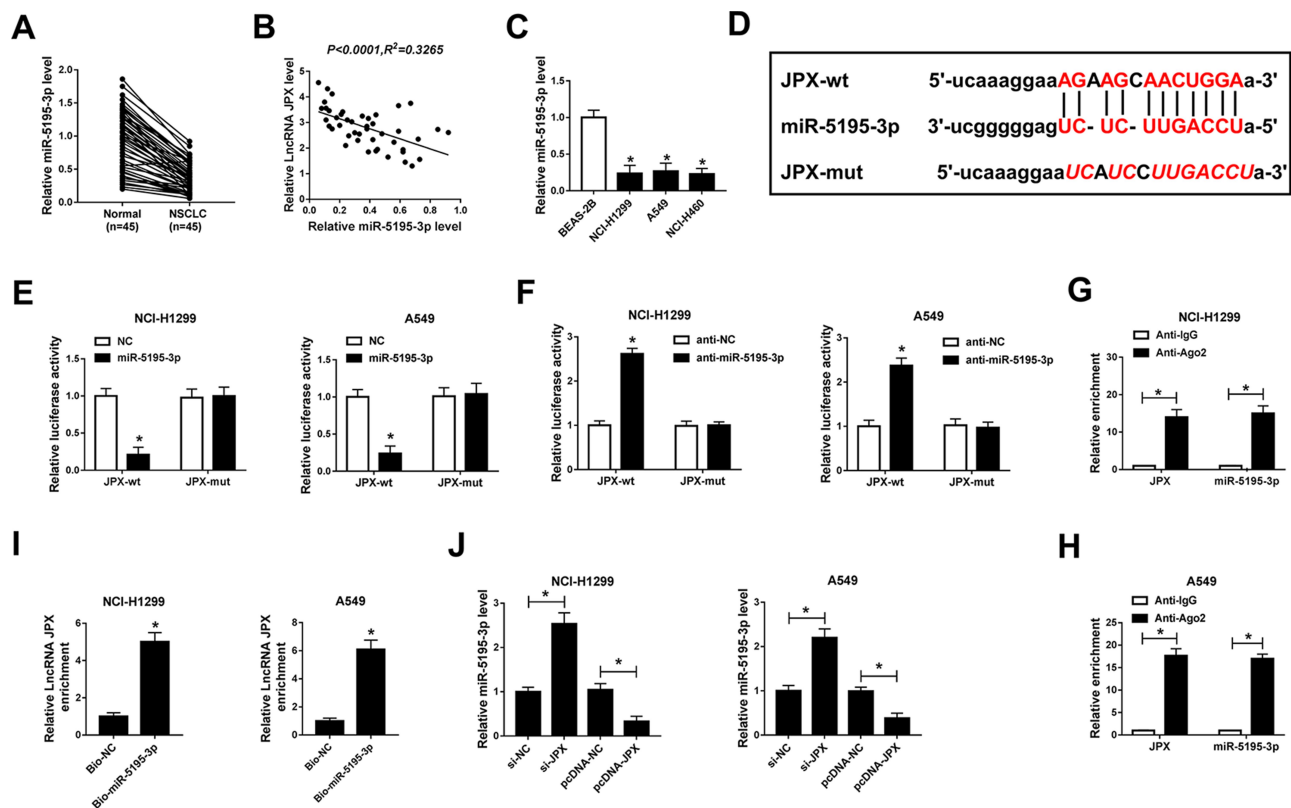 A
Relative miR-5195-3p level
2.0
1.5
1.0
0.5
0.0
Normal
(n=45)
NSCLC
(n=45)
B
P<0.0001,R²=0.3265
Relative LncRNA JPX level
5
4
3
2
1
0
0.0 0.2 0.4 0.6 0.8 1.0
Relative miR-5195-3p level
C
Relative miR-5195-3p level
1.5
1.0
0.5
0.0
* * *
BEAS-2B
NCI-H1299
A549
NCI-H460
D
JPX-wt 5'-ucaaaggaaAGAAGCAACUGGAa-3'
miR-5195-3p 3'-ucgggggagUC- UC- UUGACCUa-5'
JPX-mut 5'-ucaaaggaaUCAUCCUUGACCUa-3'
E
NCI-H1299
NC
miR-5195-3p
Relative luciferase activity
1.5
1.0
0.5
0.0
*
JPX-wt JPX-mut
A549
NC
miR-5195-3p
Relative luciferase activity
1.5
1.0
0.5
0.0
*
JPX-wt JPX-mut
F
NCI-H1299
anti-NC
anti-miR-5195-3p
Relative luciferase activity
3
2
1
0
*
JPX-wt JPX-mut
A549
anti-NC
anti-miR-5195-3p
Relative luciferase activity
3
2
1
0
*
JPX-wt JPX-mut
G
NCI-H1299
Anti-IgG
Anti-Ago2
Relative enrichment
30
20
10
0
* *
JPX miR-5195-3p
I
NCI-H1299
Relative LncRNA JPX
enrichment
6
4
2
0
*
Bio-NC
Bio-miR-5195-3p
A549
Relative LncRNA JPX
enrichment
8
6
4
2
0
*
Bio-NC
Bio-miR-5195-3p
J
NCI-H1299
Relative miR-5195-3p level
3
2
1
0
* *
si-NC
si-JPX
pcDNA-NC
pcDNA-JPX
A549
Relative miR-5195-3p level
3
2
1
0
* *
si-NC
si-JPX
pcDNA-NC
pcDNA-JPX
H
A549
Anti-IgG
Anti-Ago2
Relative enrichment
25
20
15
10
5
0
* *
JPX miR-5195-3p